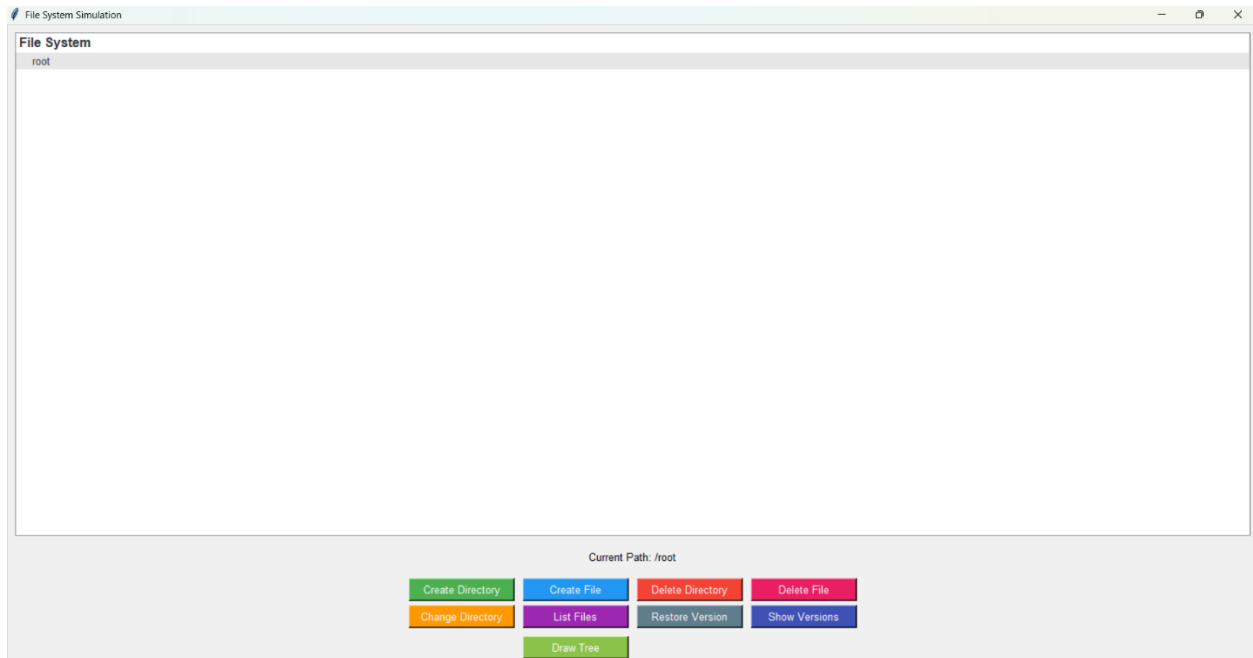 File System Simulation
File System
root
Current Path: /root
Create Directory Create File Delete Directory Delete File
Change Directory List Files Restore Version Show Versions
Draw Tree